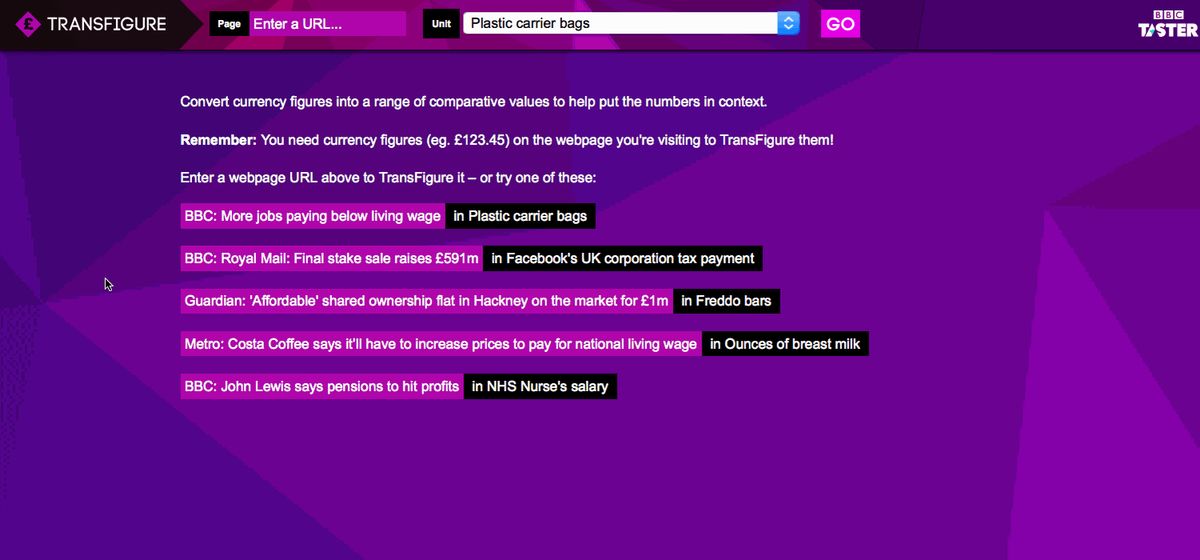 £ TRANSFIGURE Page Enter a URL... Unit Plastic carrier bags GO BBC TASTER
Convert currency figures into a range of comparative values to help put the numbers in context.
Remember: You need currency figures (eg. £123.45) on the webpage you're visiting to TransFigure them!
Enter a webpage URL above to TransFigure it – or try one of these:
BBC: More jobs paying below living wage in Plastic carrier bags
BBC: Royal Mail: Final stake sale raises £591m in Facebook's UK corporation tax payment
Guardian: 'Affordable' shared ownership flat in Hackney on the market for £1m in Freddo bars
Metro: Costa Coffee says it'll have to increase prices to pay for national living wage in Ounces of breast milk
BBC: John Lewis says pensions to hit profits in NHS Nurse's salary